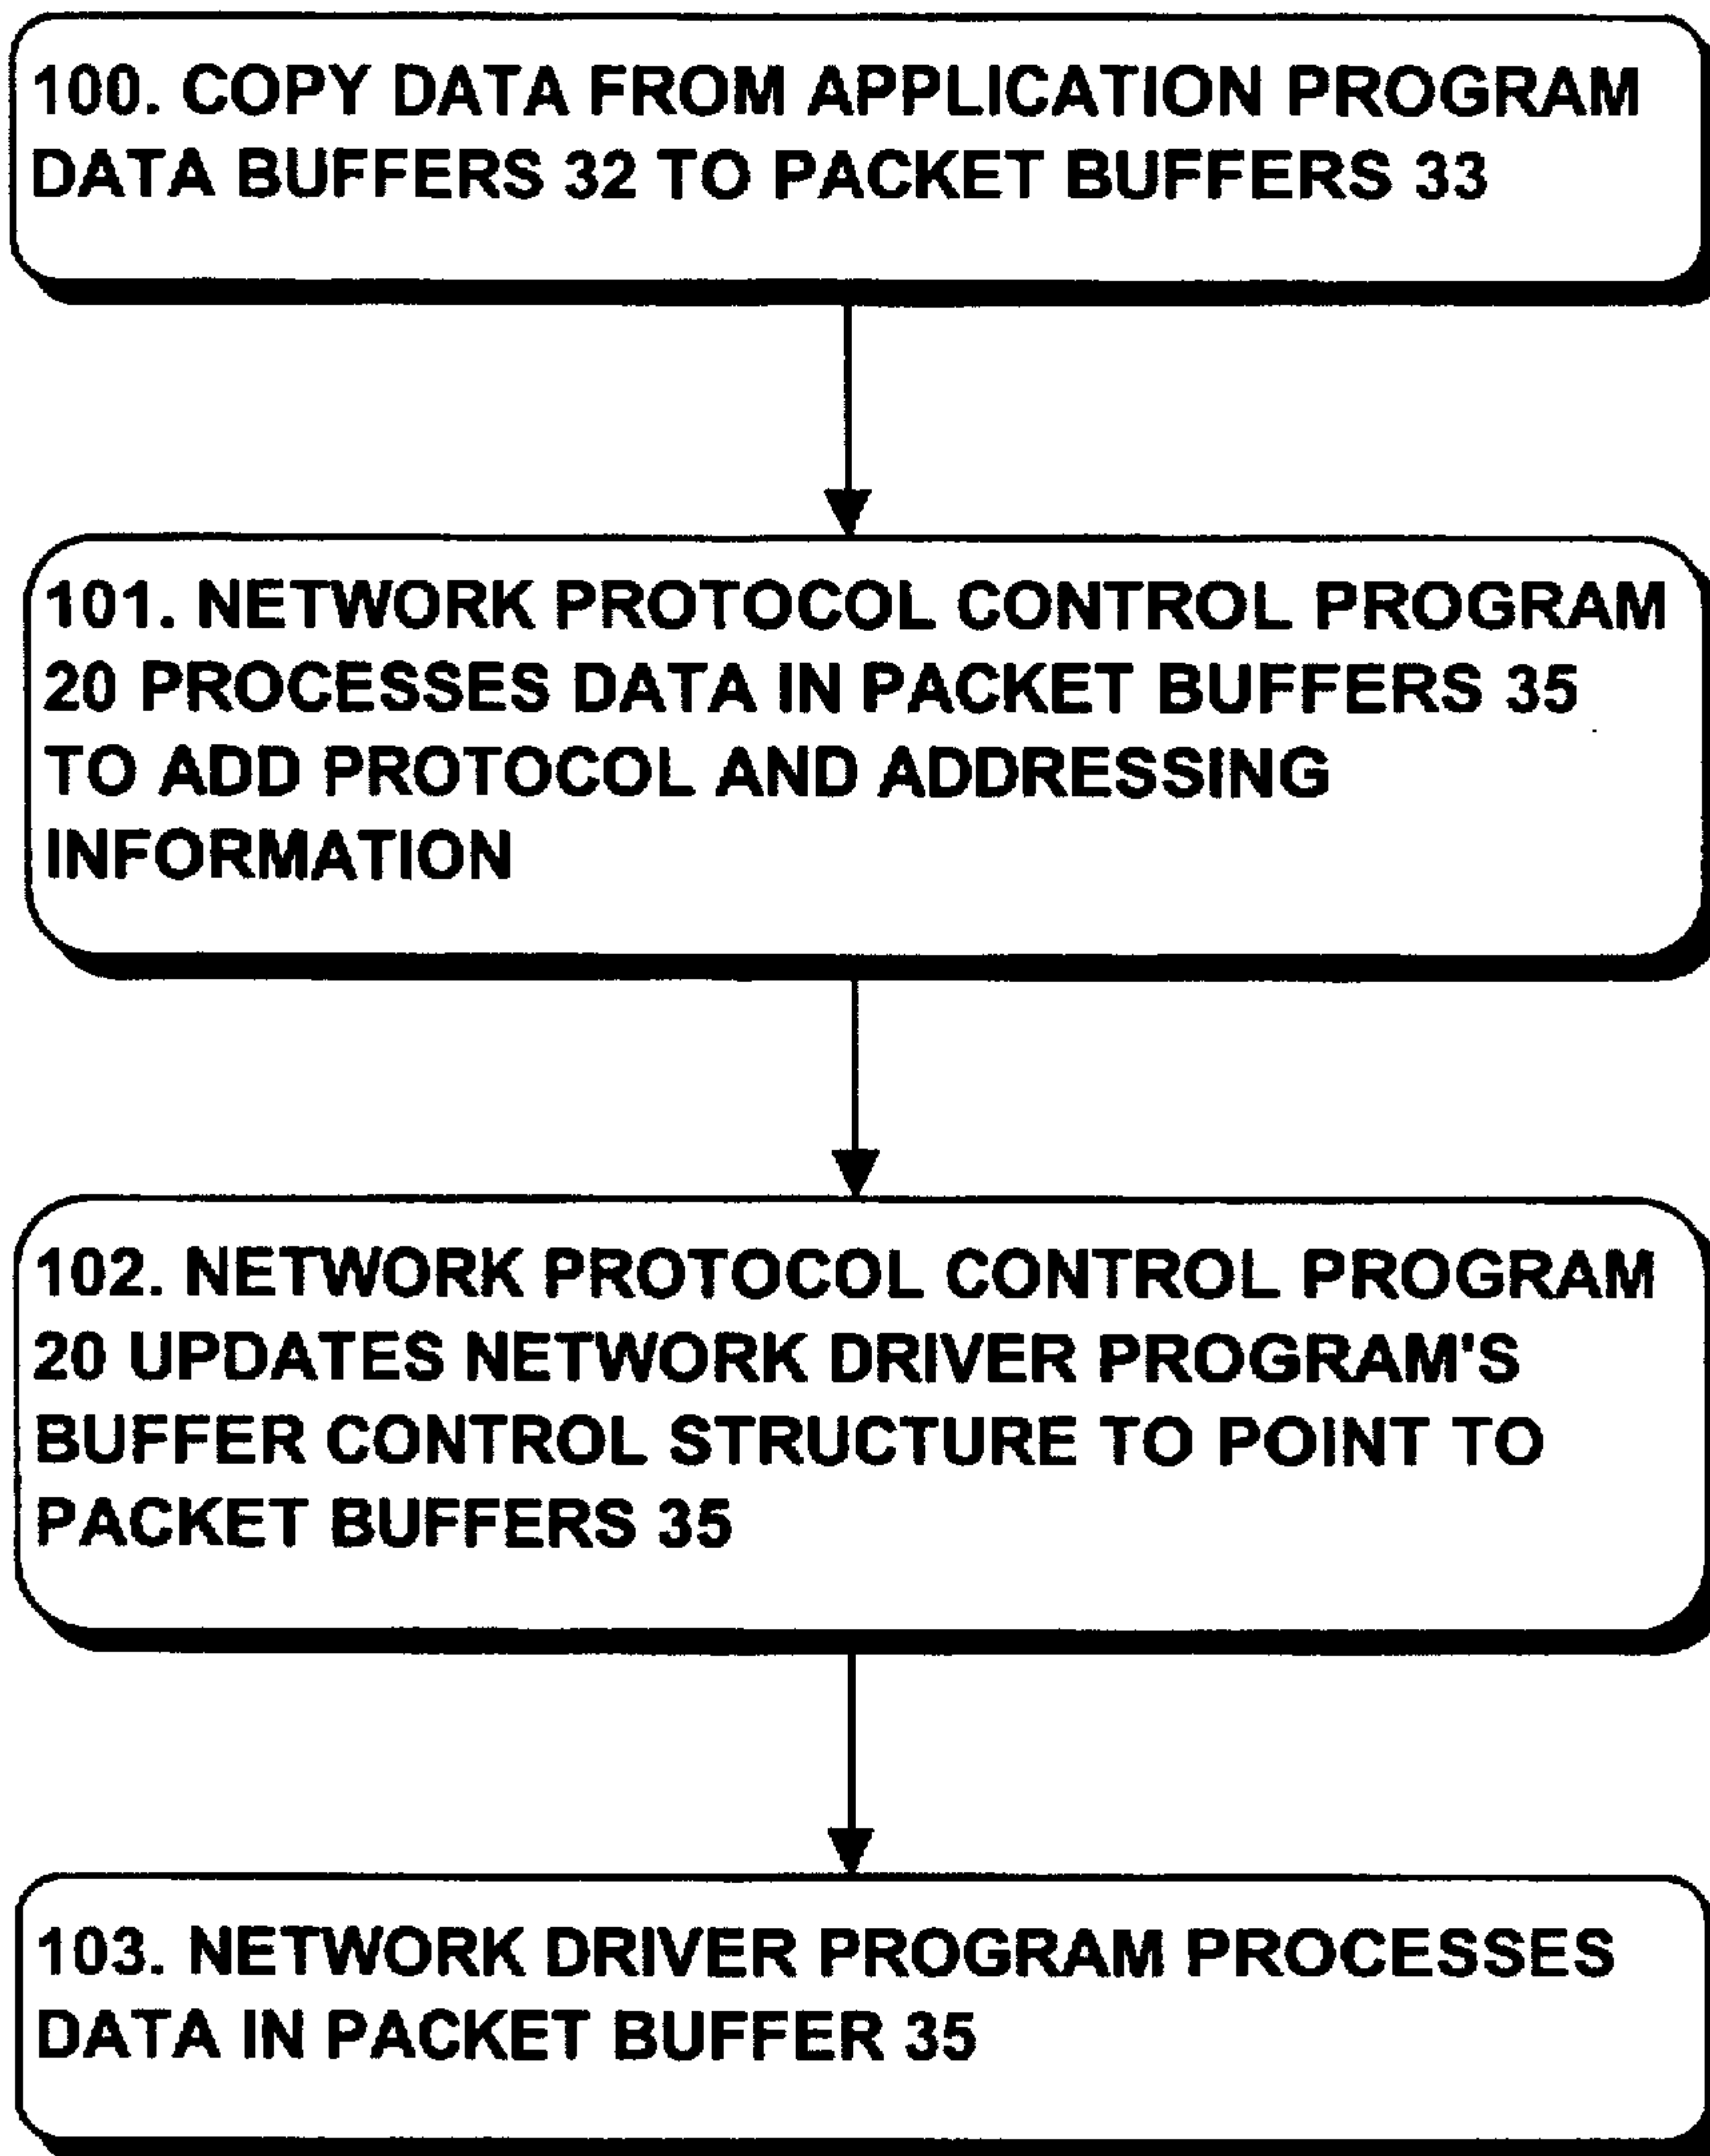 100. COPY DATA FROM APPLICATION PROGRAM
DATA BUFFERS 32 TO PACKET BUFFERS 33
101. NETWORK PROTOCOL CONTROL PROGRAM
20 PROCESSES DATA IN PACKET BUFFERS 35
TO ADD PROTOCOL AND ADDRESSING
INFORMATION
102. NETWORK PROTOCOL CONTROL PROGRAM
20 UPDATES NETWORK DRIVER PROGRAM'S
BUFFER CONTROL STRUCTURE TO POINT TO
PACKET BUFFERS 35
103. NETWORK DRIVER PROGRAM PROCESSES
DATA IN PACKET BUFFER 35